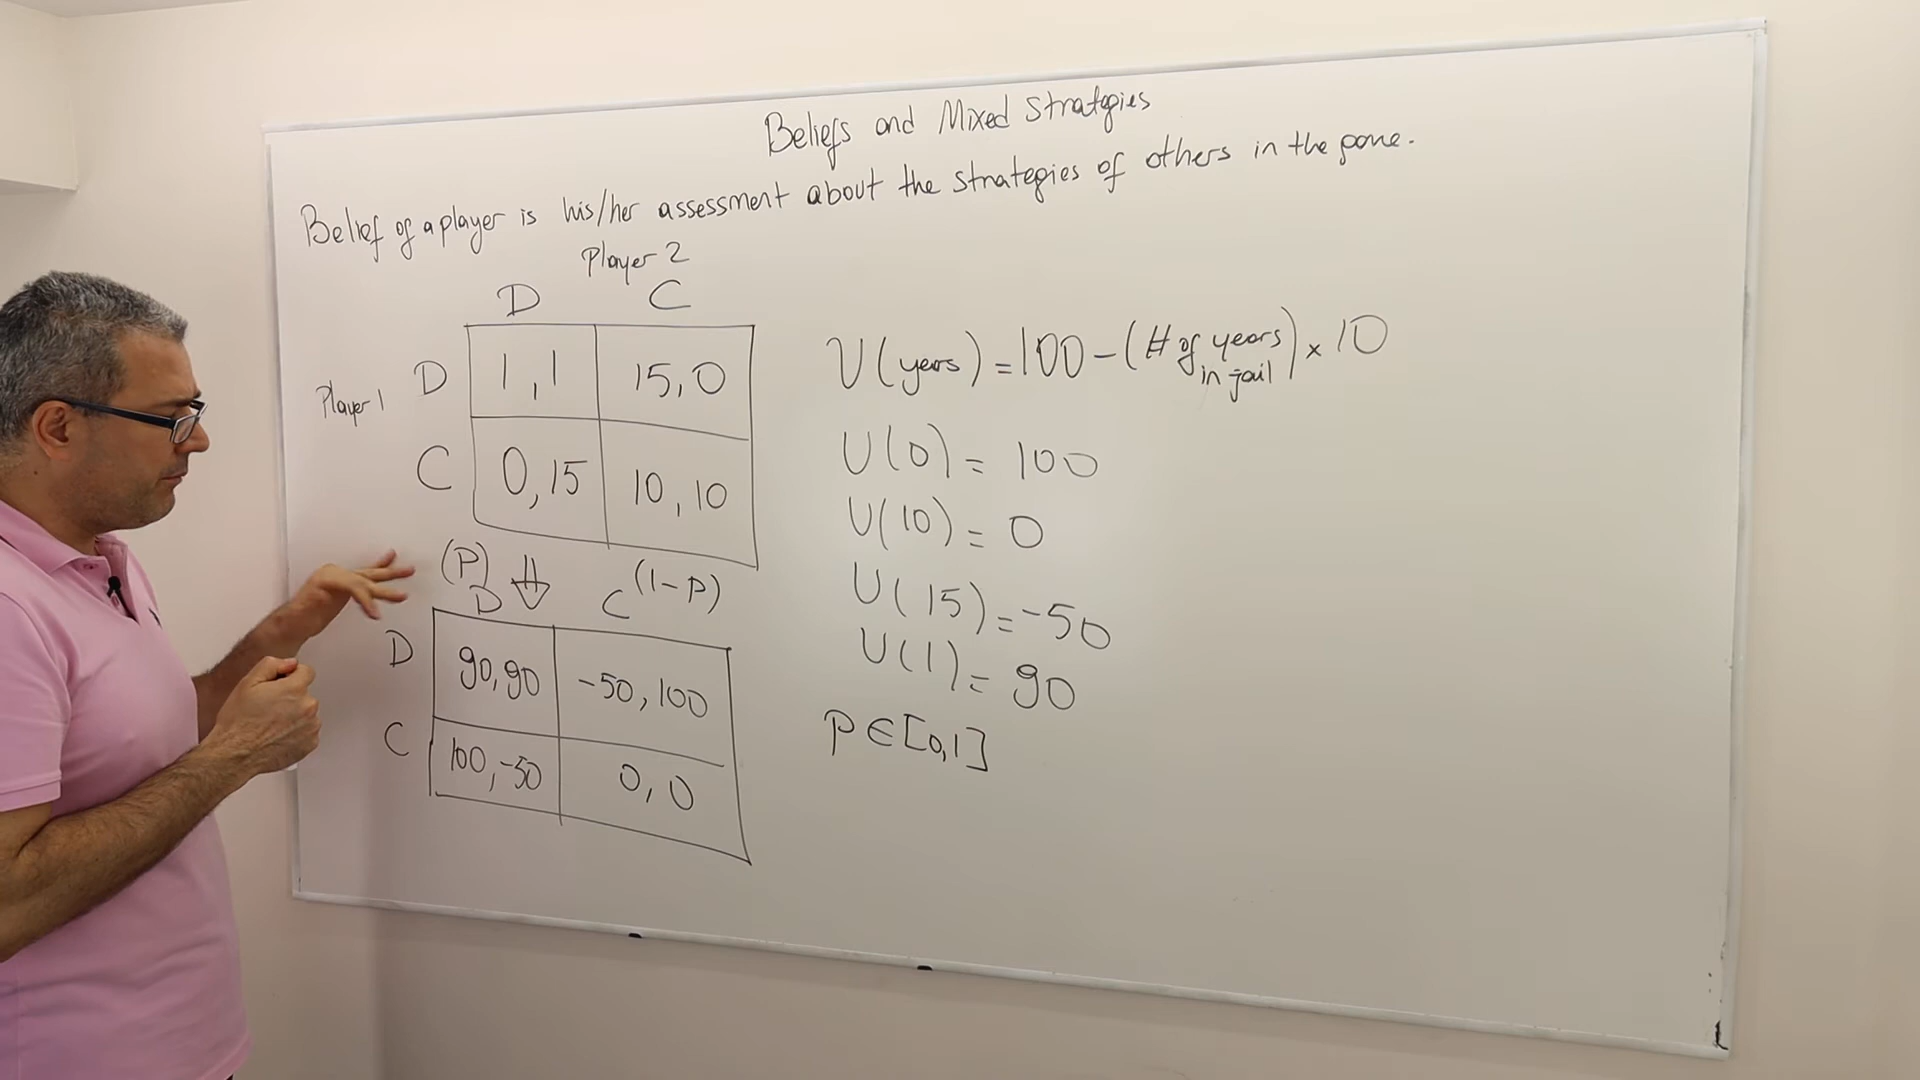 Beliefs and Mixed Strategies
Belief of a player is his/her assessment about the strategies of others in the game.
Player 2
D C
Player 1 D 1,1 15,0
C 0,15 10,10
(P) (1-P)
D C
D 90,90 -50,100
C 100,-50 0,0
U(years) = 100 - (# of years in jail) × 10
U(0) = 100
U(10) = 0
U(15) = -50
U(1) = 90
P ∈ [0,1]